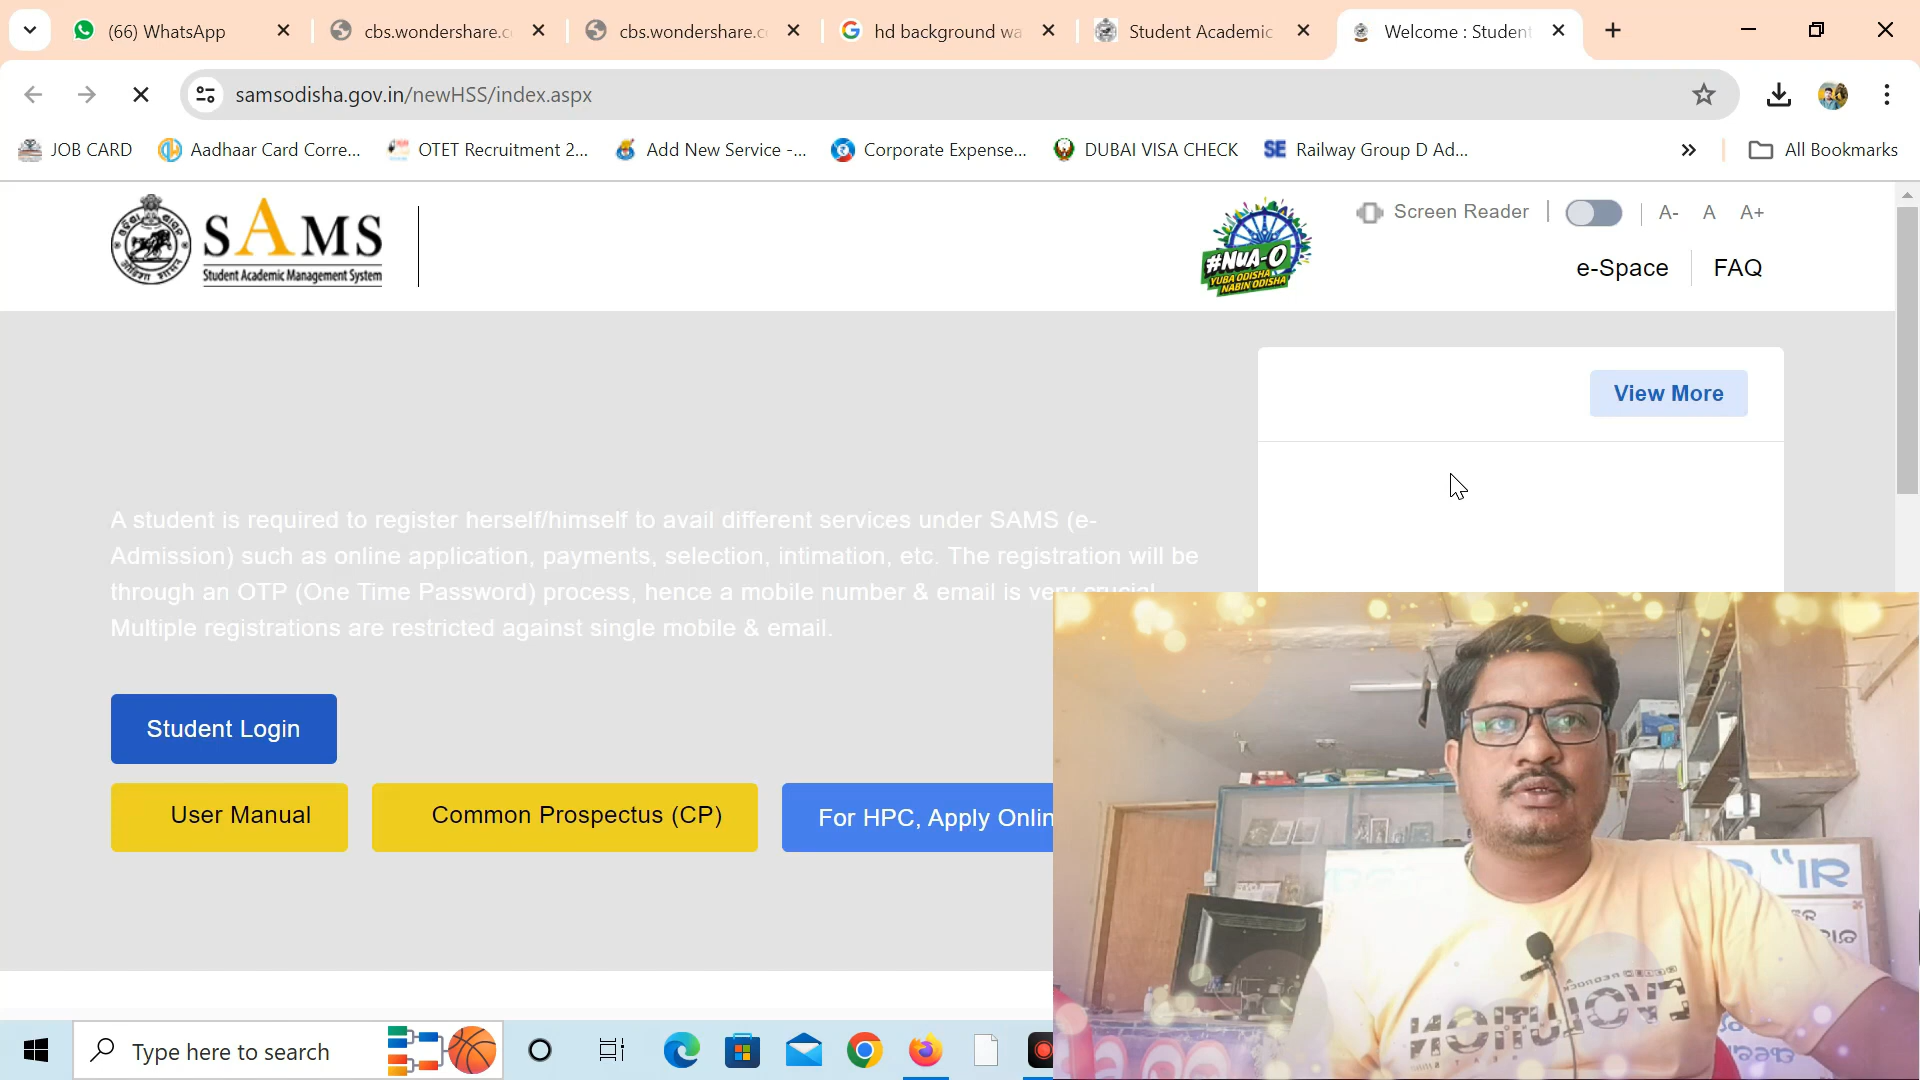 (66) WhatsApp
cbs.wondershare.c
cbs.wondershare.c
hd background wa
Student Academic
Welcome : Student
samsodisha.gov.in/newHSS/index.aspx
JOB CARD
Aadhaar Card Corre...
OTET Recruitment 2...
Add New Service -...
Corporate Expense...
DUBAI VISA CHECK
Railway Group D Ad...
All Bookmarks
SAMS
Student Academic Management System
#NUA-O
YUBA ODISHA
NABIN ODISHA
Screen Reader
A- A A+
e-Space
FAQ
View More
A student is required to register herself/himself to avail different services under SAMS (e-
Admission) such as online application, payments, selection, intimation, etc. The registration will be
through an OTP (One Time Password) process, hence a mobile number & email is very crucial
Multiple registrations are restricted against single mobile & email.
Student Login
User Manual
Common Prospectus (CP)
For HPC, Apply Onlin
EVOLUTION
Type here to search